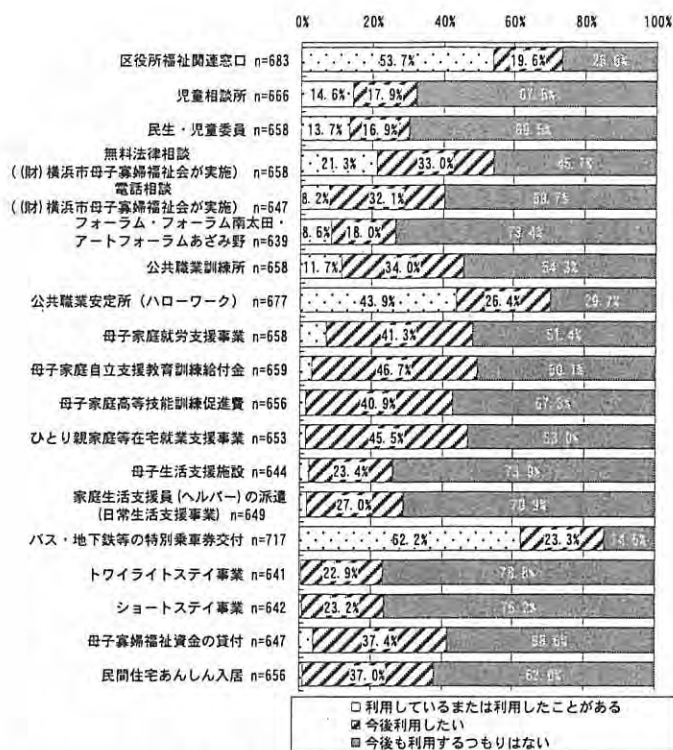 0% 20% 40% 60% 80% 100%
区役所福祉関連窓口 n=683 53.7% 19.6%
児童相談所 n=666 14.6% 17.9% 67.5%
民生・児童委員 n=658 13.7% 16.9% 69.5%
無料法律相談
((財)横浜市母子寡婦福祉会が実施) n=658 21.3% 33.0% 45.7%
電話相談
((財)横浜市母子寡婦福祉会が実施) n=647 8.2% 32.1% 59.7%
フォーラム・フォーラム南太田・
アートフォーラムあざみ野 n=639 8.6% 18.0% 73.4%
公共職業訓練所 n=658 11.7% 34.0% 54.3%
公共職業安定所(ハローワーク) n=677 43.9% 26.4% 29.7%
母子家庭就労支援事業 n=658 41.3% 51.4%
母子家庭自立支援教育訓練給付金 n=659 46.7% 50.1%
母子家庭高等技能訓練促進費 n=656 40.9%
ひとり親家庭等在宅就業支援事業 n=653 45.5%
母子生活支援施設 n=644 23.4% 73.9%
家庭生活支援員(ヘルパー)の派遣
(日常生活支援事業) n=649 27.0% 70.9%
バス・地下鉄等の特別乗車券交付 n=717 62.2% 23.3% 14.5%
トワイライトステイ事業 n=641 22.9%
ショートステイ事業 n=642 23.2% 76.2%
母子寡婦福祉資金の貸付 n=647 37.4%
民間住宅あんしん入居 n=656 37.0%
利用しているまたは利用したことがある
今後利用したい
今後も利用するつもりはない